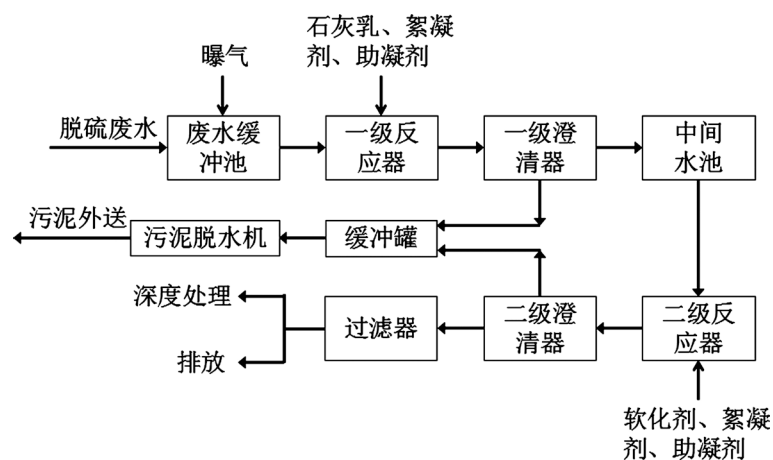 石灰乳、絮凝
剂、助凝剂
曝气
脱硫废水
废水缓
冲池
一级反
应器
一级澄
清器
中间
水池
污泥外送
污泥脱水机
缓冲罐
深度处理
排放
过滤器
二级澄
清器
二级反
应器
软化剂、絮凝
剂、助凝剂